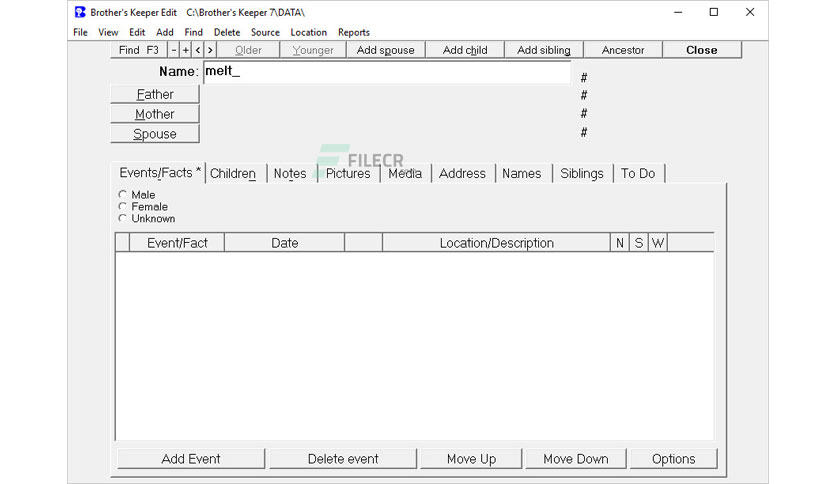 Brother's Keeper Edit C:\Brother's Keeper 7\DATA\
File View Edit Add Find Delete Source Location Reports
Find F3 - + < > Older Younger Add spouse Add child Add sibling Ancestor Close
Name: melt_ #
Father #
Mother #
Spouse #
FILECR
Events/Facts * Children Notes Pictures Media Address Names Siblings To Do
Male
Female
Unknown
Event/Fact Date Location/Description N S W
Add Event Delete event Move Up Move Down Options